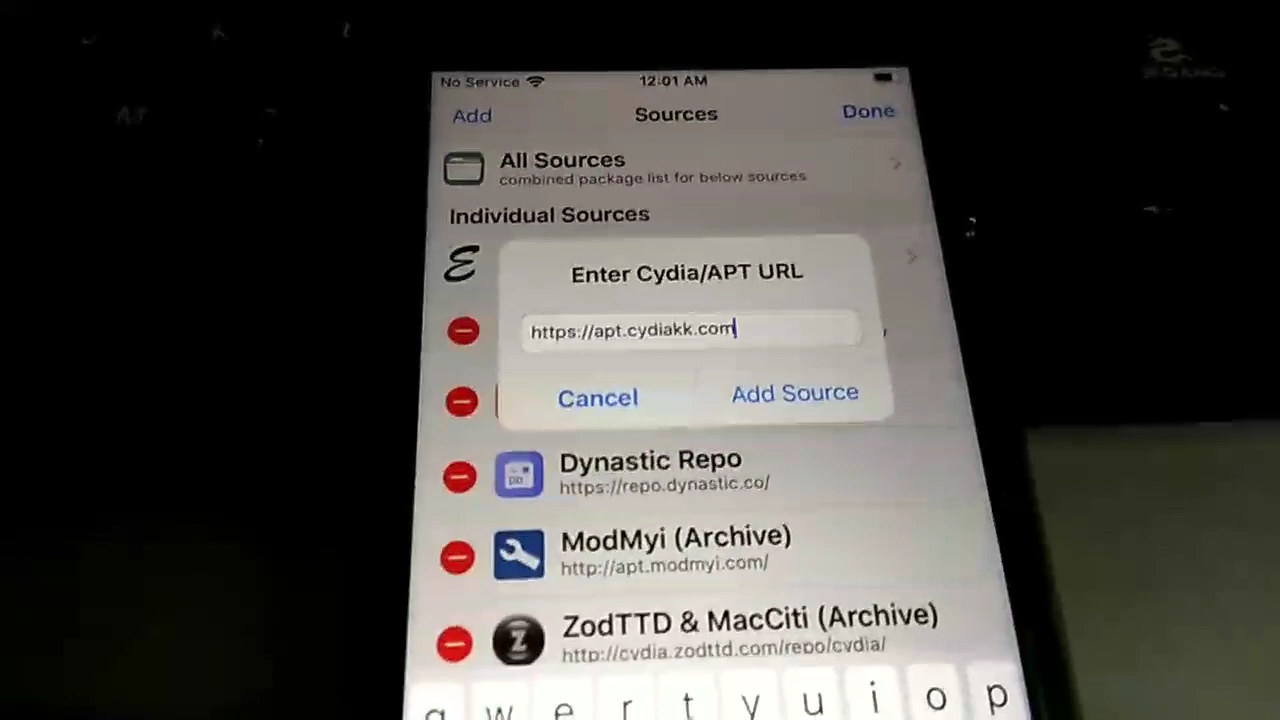 No Service 12:01 AM
Add Sources Done
All Sources
combined package list for below sources
Individual Sources
Enter Cydia/APT URL
https://apt.cydiakk.com
Cancel Add Source
Dynastic Repo
https://repo.dynastic.co/
ModMyi (Archive)
http://apt.modmyi.com/
ZodTTD & MacCiti (Archive)
http://cydia.zodttd.com/repo/cydia/
q w e r t y u i o p